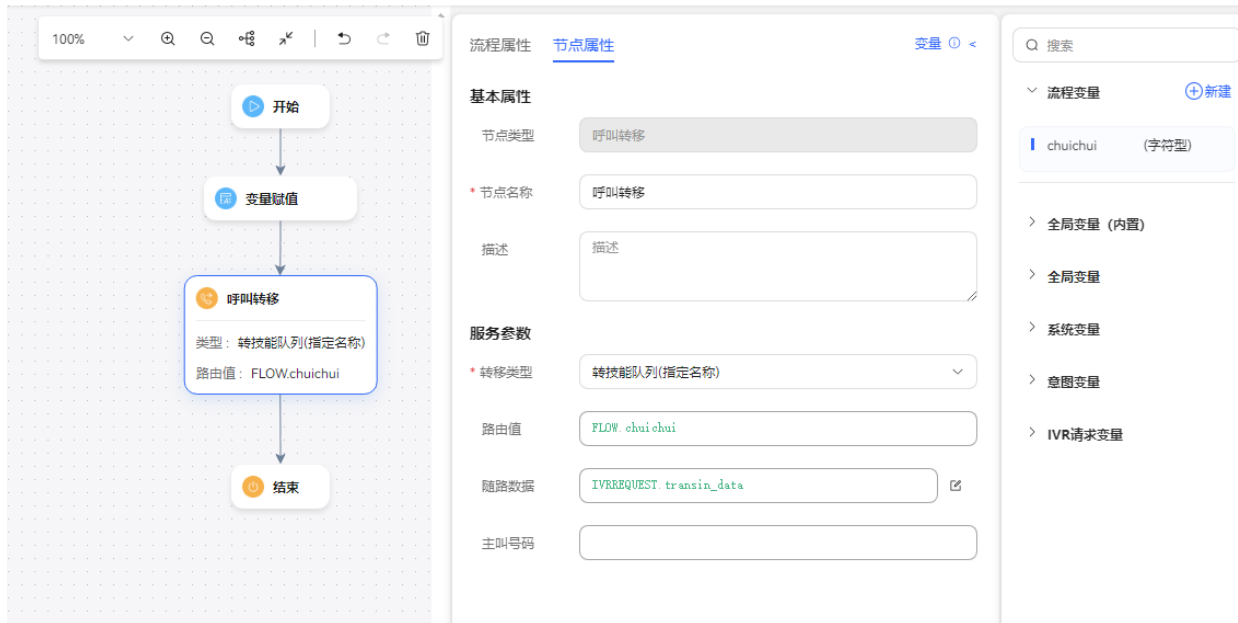 100%
开始
变量赋值
呼叫转移
类型： 转技能队列(指定名称)
路由值： FLOW.chuichui
结束
流程属性 节点属性 变量 <
基本属性
节点类型 呼叫转移
* 节点名称 呼叫转移
描述 描述
服务参数
* 转移类型 转技能队列(指定名称)
路由值 FLOW.chuichui
随路数据 IVRREQUEST.transin_data
主叫号码
搜索
流程变量 新建
chuichui (字符型)
全局变量（内置）
全局变量
系统变量
意图变量
IVR请求变量